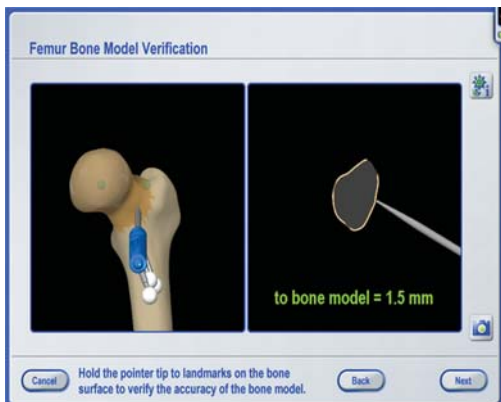 Femur Bone Model Verification
to bone model = 1.5 mm
Cancel
Hold the pointer tip to landmarks on the bone
surface to verify the accuracy of the bone model.
Back
Next